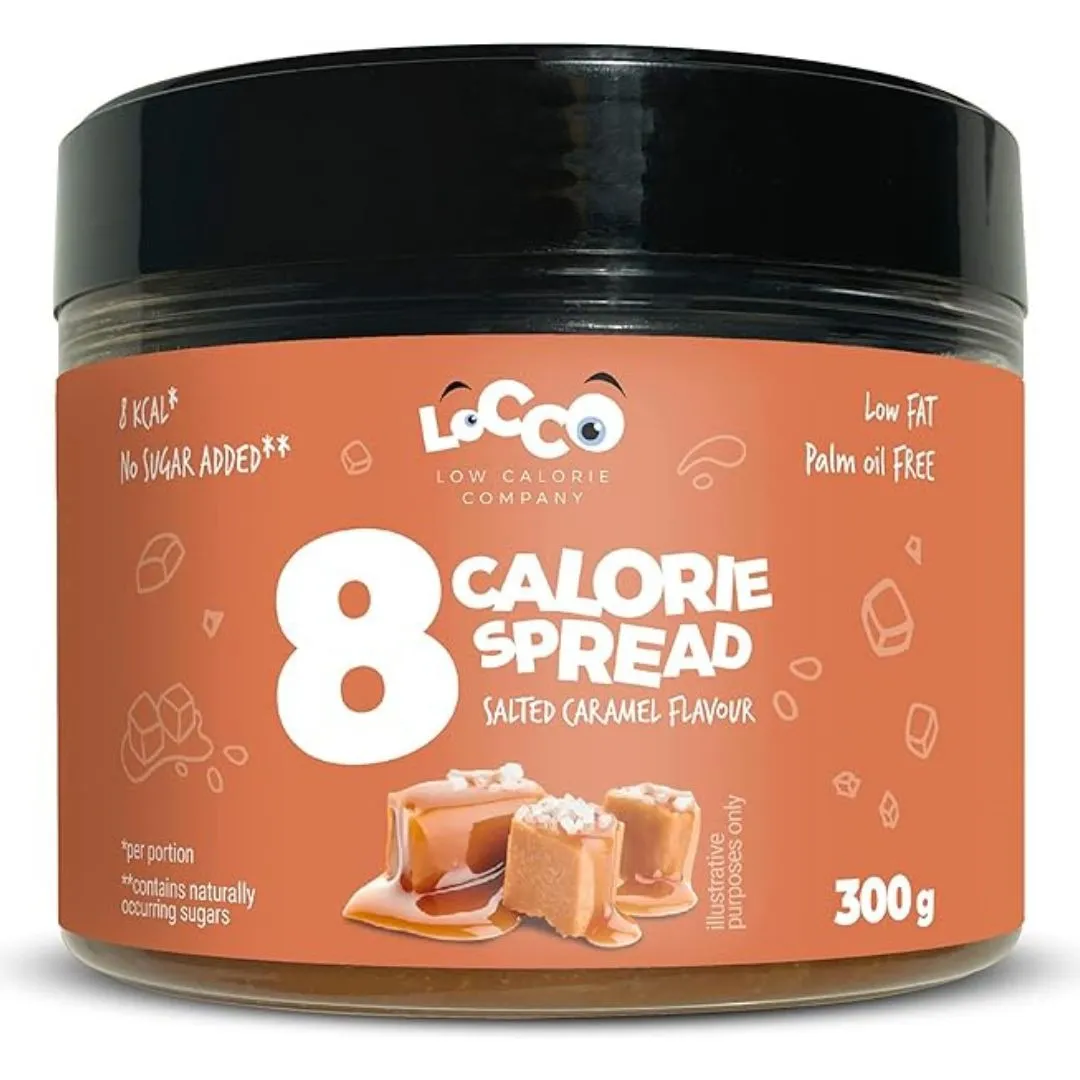 8 KCAL*
No SUGAR ADDED**
LOCCO
LOW CALORIE
COMPANY
Low FAT
Palm oil FREE
8
CALORIE
SPREAD
SALTED CARAMEL FLAVOUR
*per portion
**contains naturally
occurring sugars
illustrative
purposes only
300g